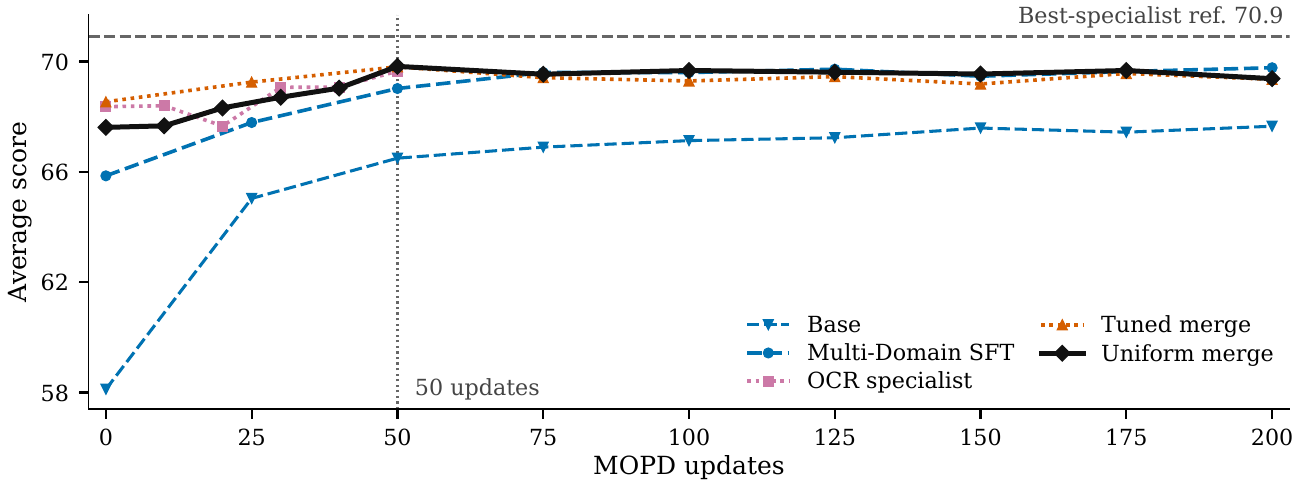 Best-specialist ref. 70.9
70
66
62
58
Average score
50 updates
Base
Multi-Domain SFT
OCR specialist
Tuned merge
Uniform merge
0 25 50 75 100 125 150 175 200
MOPD updates